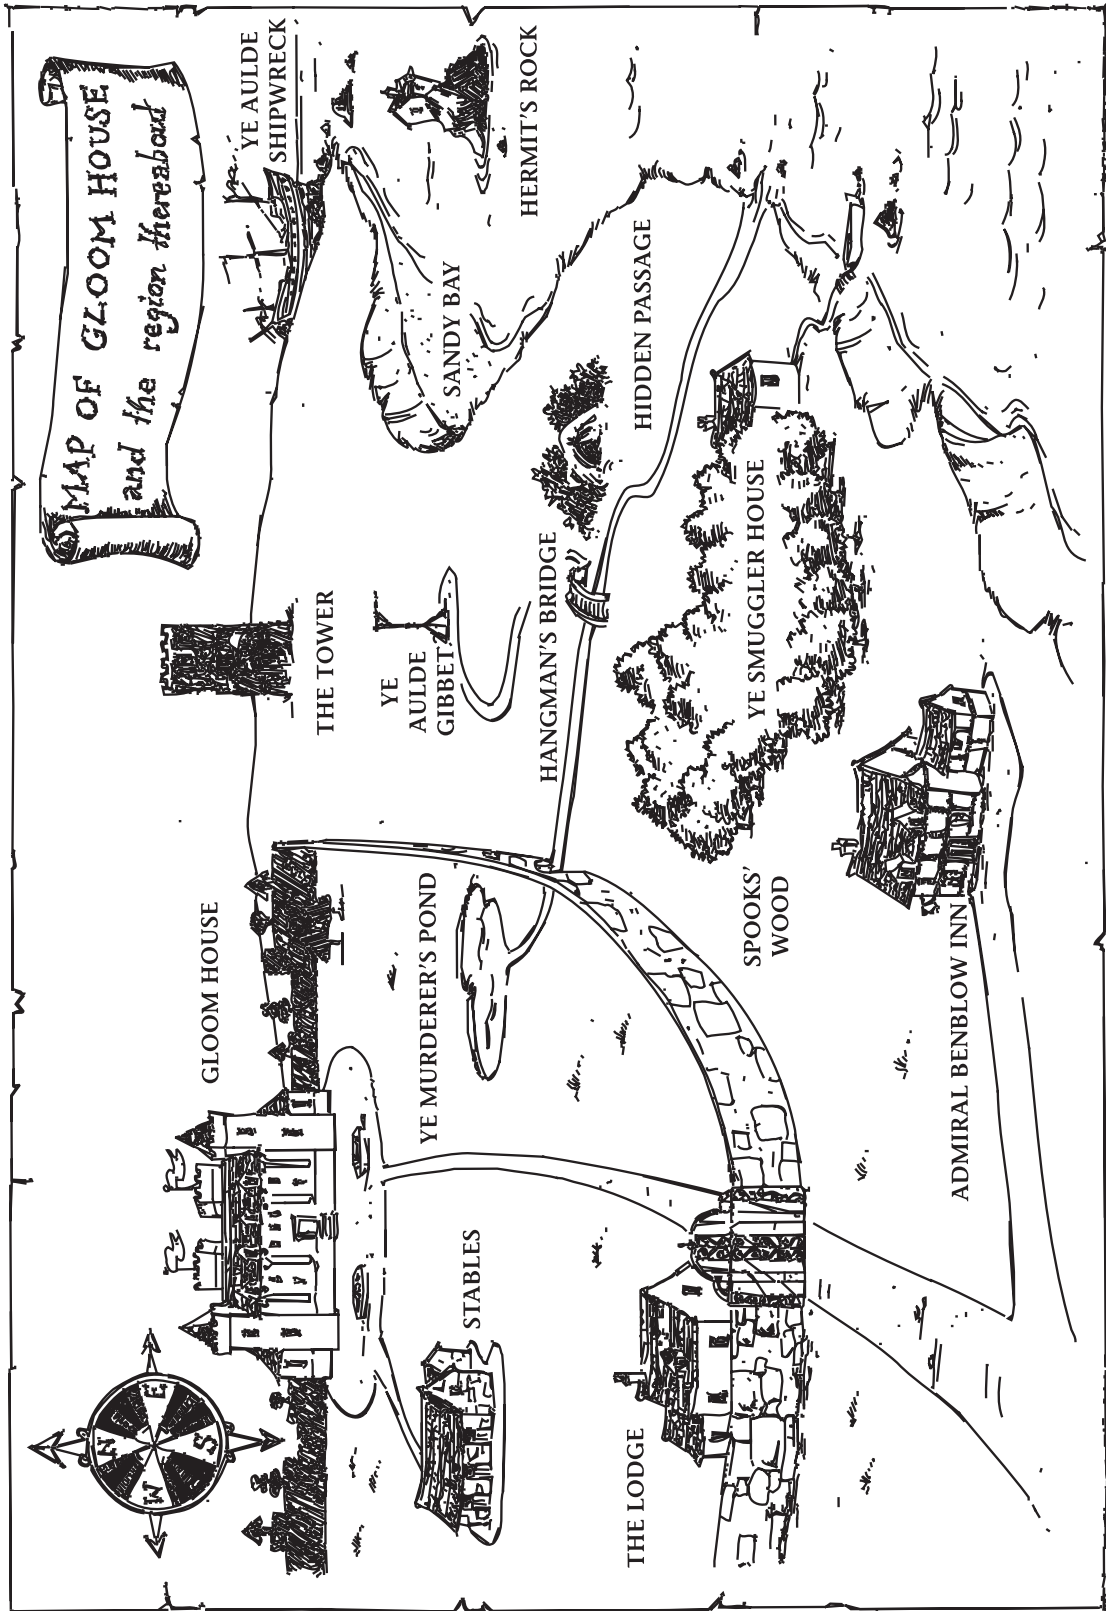 MAP OF GLOOM HOUSE
and the region thereabout
N
E
S
W
GLOOM HOUSE
THE TOWER
YE AULDE
SHIPWRECK
YE
AULDE
GIBBET
STABLES
YE MURDERER'S POND
SANDY BAY
HERMIT'S ROCK
HANGMAN'S BRIDGE
HIDDEN PASSAGE
THE LODGE
SPOOKS'
WOOD
YE SMUGGLER HOUSE
ADMIRAL BENBLOW INN